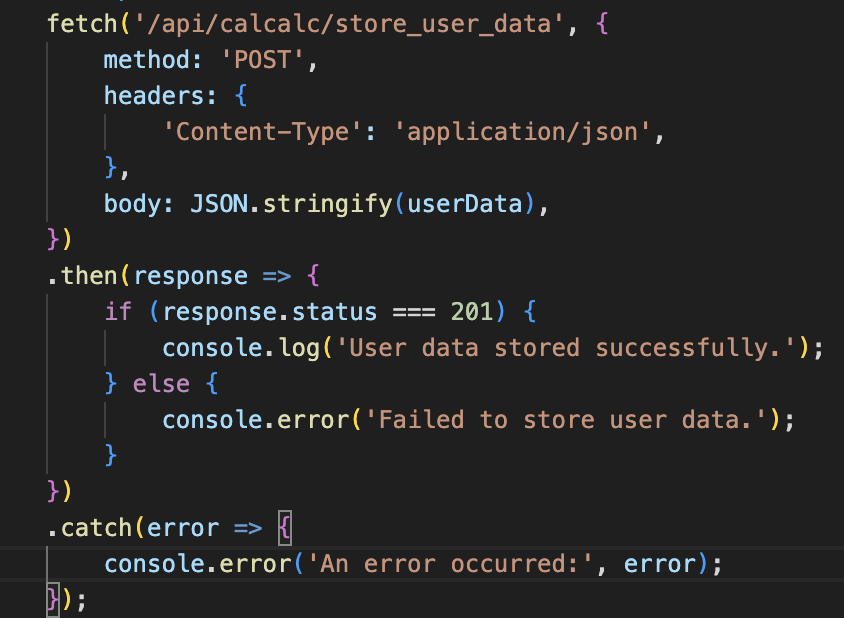 fetch('/api/calcalc/store_user_data', {
    method: 'POST',
    headers: {
        'Content-Type': 'application/json',
    },
    body: JSON.stringify(userData),
})
.then(response => {
    if (response.status === 201) {
        console.log('User data stored successfully.');
    } else {
        console.error('Failed to store user data.');
    }
})
.catch(error => {
    console.error('An error occurred:', error);
});